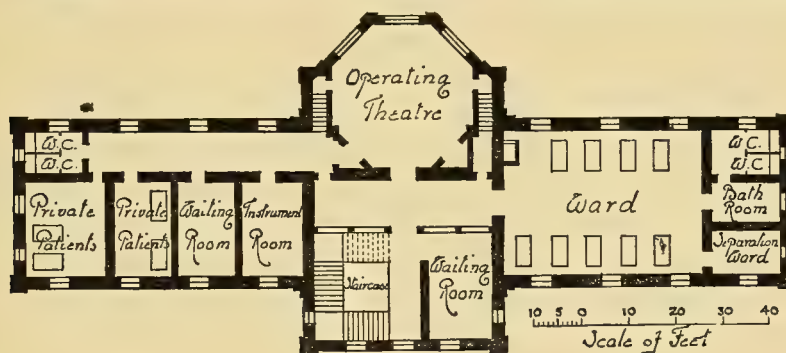 Operating
Theatre
W.C.
W.C.
Private
Patients
Private
Patients
Waiting
Room
Instrument
Room
Staircase
Waiting
Room
Ward
W.C.
W.C.
Bath
Room
Separation
Ward
10 5 0 10 20 30 40
Scale of Feet